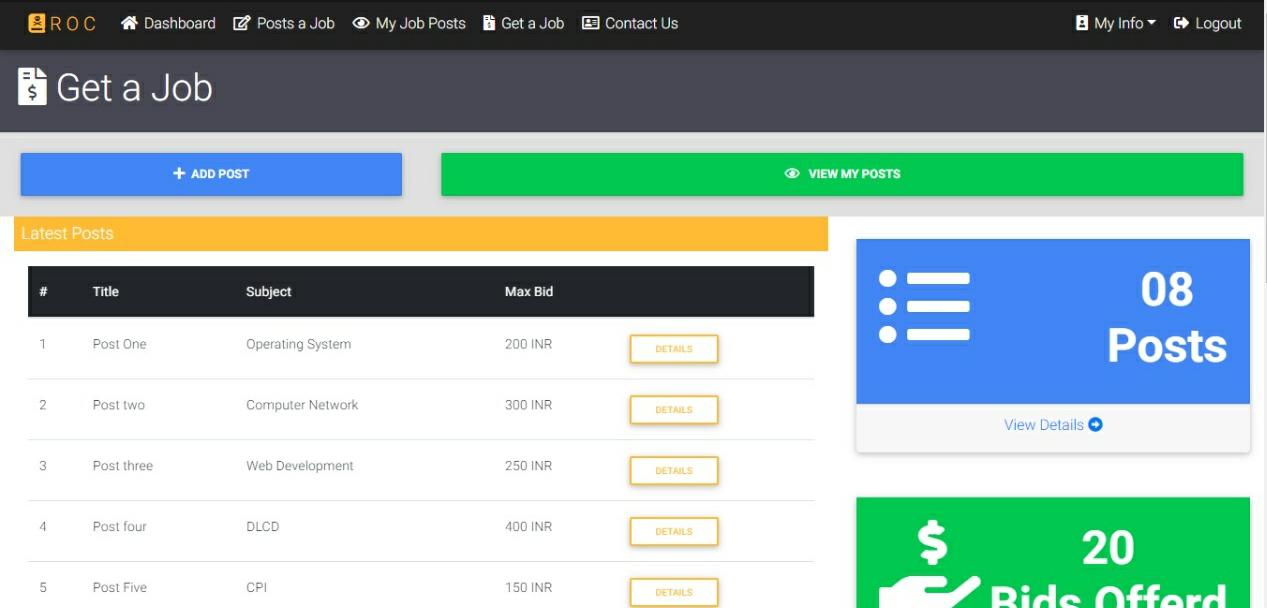 ROC Dashboard Posts a Job My Job Posts Get a Job Contact Us My Info Logout
Get a Job
ADD POST VIEW MY POSTS
Latest Posts
# Title Subject Max Bid
1 Post One Operating System 200 INR DETAILS
2 Post two Computer Network 300 INR DETAILS
3 Post three Web Development 250 INR DETAILS
4 Post four DLCD 400 INR DETAILS
5 Post Five CPI 150 INR DETAILS
08
Posts
View Details
20
Bids Offerd